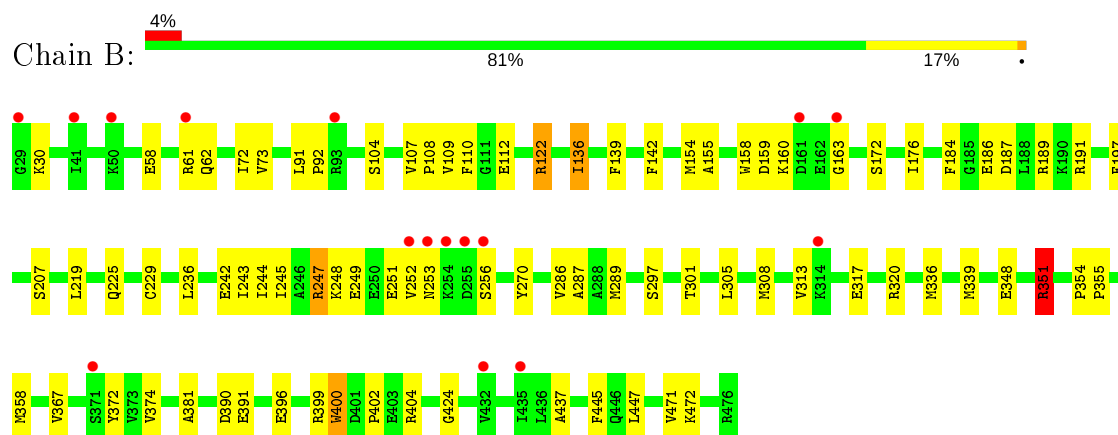 4%
Chain B:
81% 17% •
G29 K30 I41 K50 E58 R61 Q62 I72 V73 L91 P92 R93 S104 V107 P108 V109 F110 G111 E112 R122 I136 F139 F142 M154 A155 W158 D159 K160 D161 E162 G163 S172 I176 F184 G185 E186 D187 L188 R189 K190 R191
S207 L219 Q225 C229 L236 E242 I243 I244 I245 A246 R247 K248 E249 E250 E251 V252 N253 K254 D255 S256 Y270 V286 A287 A288 M289 S297 T301 L305 M308 V313 K314 E317 R320 M336 M339 E348 R351 P354 P355
M358 V367 S371 Y372 V373 V374 A381 D390 E391 E396 R399 W400 D401 P402 E403 R404 G424 V432 I435 L436 A437 F445 Q446 L447 V471 K472 R476